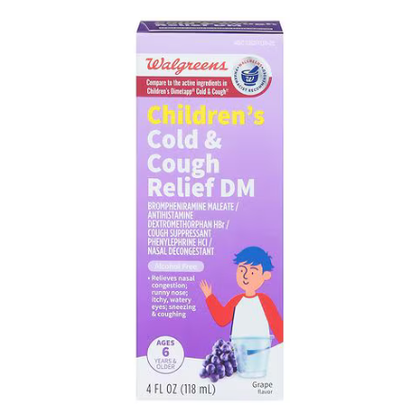 Walgreens
Compare to the active ingredients in
Children's Dimetapp® Cold & Cough®
Children's
Cold &
Cough
Relief DM
BROMPHENIRAMINE MALEATE /
ANTIHISTAMINE
DEXTROMETHORPHAN HBr /
COUGH SUPPRESSANT
PHENYLEPHRINE HCl /
NASAL DECONGESTANT
Alcohol Free
• Relieves nasal
congestion;
runny nose;
itchy, watery
eyes; sneezing
& coughing
AGES
6
YEARS &
OLDER
4 FL OZ (118 mL)
Grape
flavor